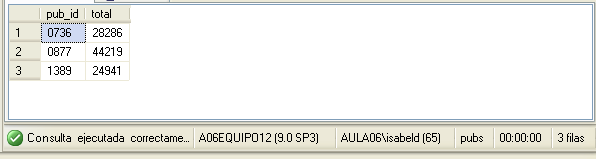 pub_id total
1 0736 28286
2 0877 44219
3 1389 24941
Consulta ejecutada correctame... A06EQUIPO12 (9.0 SP3) AULA06\isabeld (65) pubs 00:00:00 3 filas